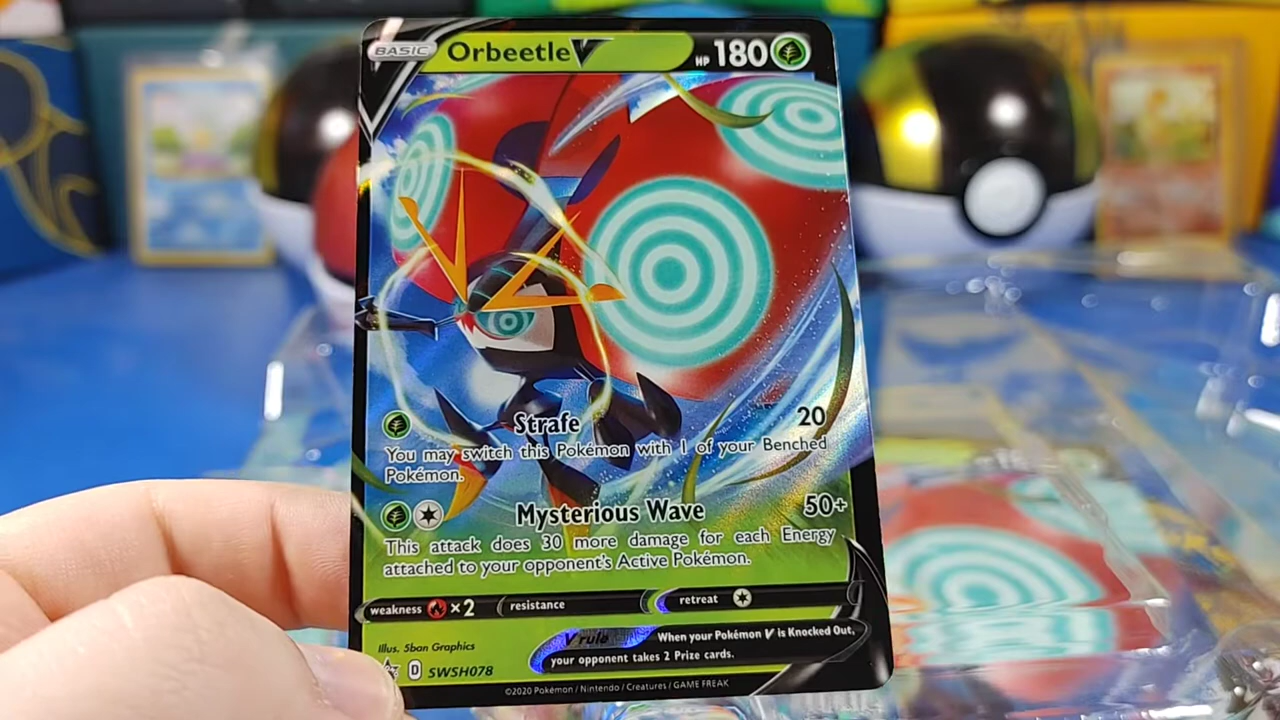 BASIC Orbeetle V HP 180
Strafe 20
You may switch this Pokémon with 1 of your Benched
Pokémon.
Mysterious Wave 50+
This attack does 30 more damage for each Energy
attached to your opponent's Active Pokémon.
weakness ×2 resistance retreat
Illus. 5ban Graphics
V rule When your Pokémon V is Knocked Out,
your opponent takes 2 Prize cards.
D SWSH078
©2020 Pokémon / Nintendo / Creatures / GAME FREAK